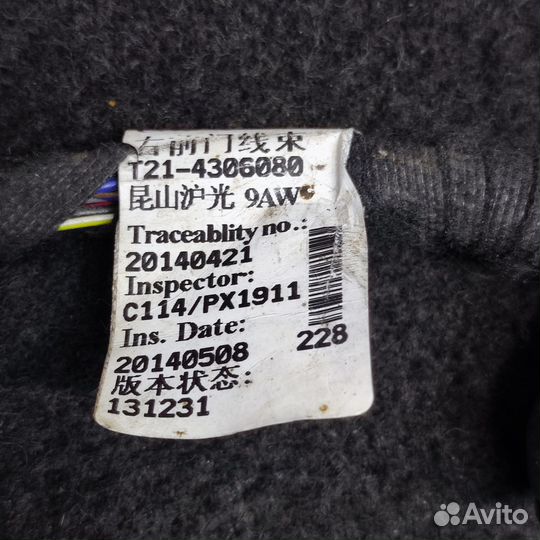 右前门线束
T21-4306080
昆山沪光 9AW
Traceablity no.:
20140421
Inspector:
C114/PX1911
Ins. Date:
228
20140508
版本状态:
131231
Avito